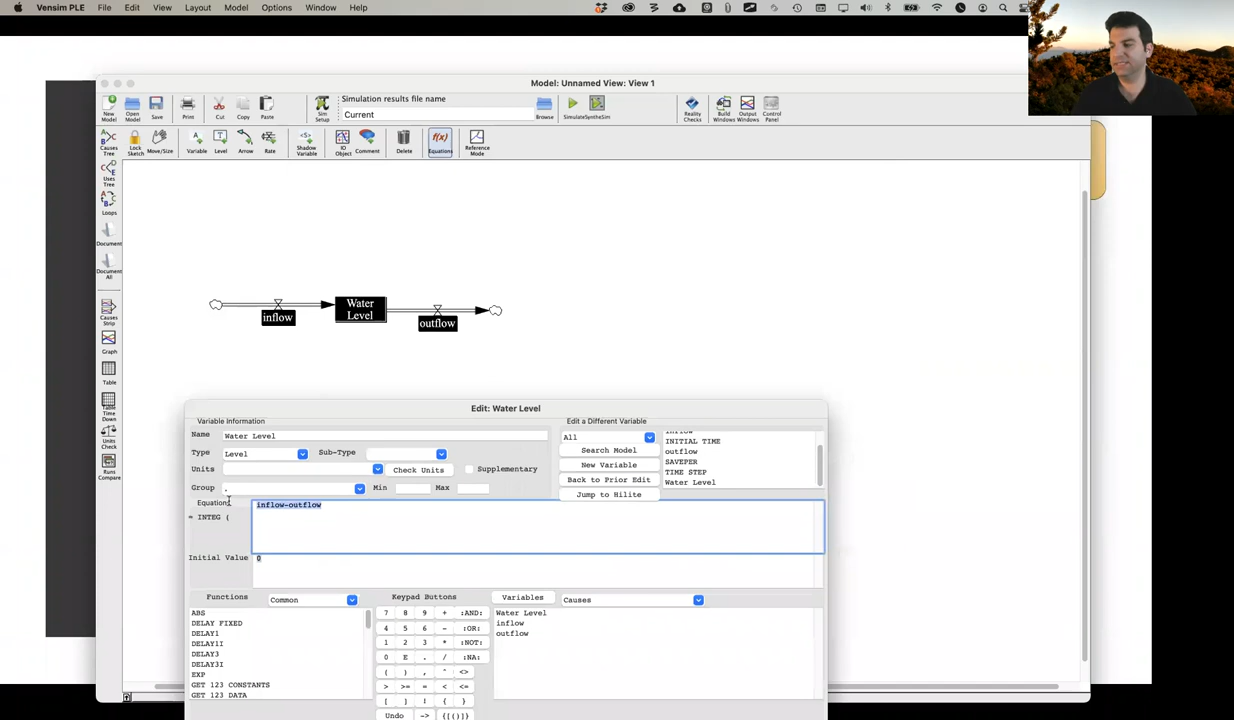 Vensim PLE File Edit View Layout Model Options Window Help
Model: Unnamed View: View 1
New Model
Open Model
Save
Print
Cut
Copy
Paste
Sim Setup
Simulation results file name
Current
Browse
Simulate
SyntheSim
Reality Checks
Build Windows
Output Windows
Control Panel
Causes Tree
Lock Sketch
Move/Size
Variable
Level
Arrow
Rate
Shadow Variable
IO Object
Comment
Delete
f(x)
Equations
Reference Mode
Uses Tree
Loops
Document
Document All
Causes Strip
Graph
Table
Table Time Down
Units Check
Runs Compare
Water
Level
inflow
outflow
Edit: Water Level
Variable Information
Edit a Different Variable
Name Water Level
Type Level Sub-Type
Units Check Units Supplementary
Group . Min Max
All
Search Model
New Variable
Back to Prior Edit
Jump to Hilite
inflow
INITIAL TIME
outflow
SAVEPER
TIME STEP
Water Level
Equations
= INTEG (
inflow-outflow
Initial Value 0
Functions Common
ABS
DELAY FIXED
DELAY1
DELAY1I
DELAY3
DELAY3I
EXP
GET 123 CONSTANTS
GET 123 DATA
Keypad Buttons
7 8 9 + :AND:
4 5 6 - :OR:
1 2 3 * :NOT:
0 E . / :NA:
( ) , ^ <>
> >= = < <=
[ ] ! { }
Undo -> {[()]}
Variables Causes
Water Level
inflow
outflow